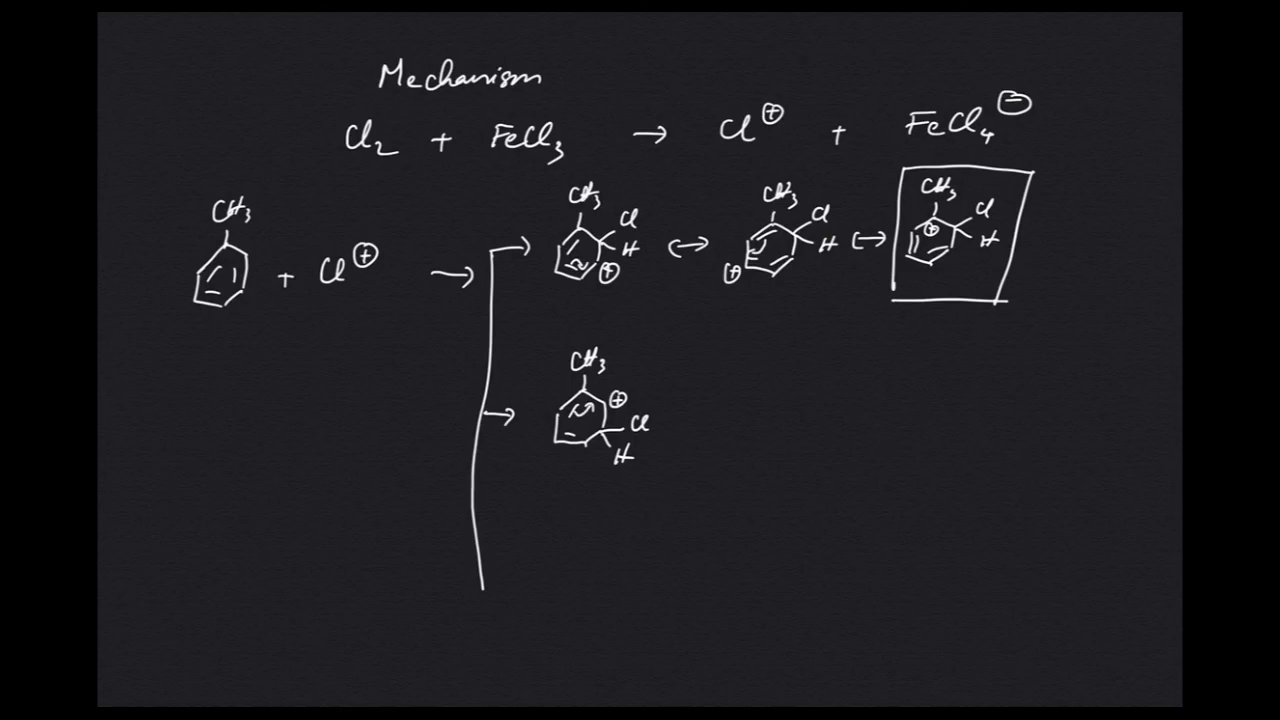 Mechanism
Cl2 + FeCl3 → Cl⊕ + FeCl4⊖
CH3 + Cl⊕ → CH3 Cl H ⊕ ↔ CH3 Cl H ⊕ ↔ CH3 Cl H ⊕
→ CH3 ⊕ Cl H